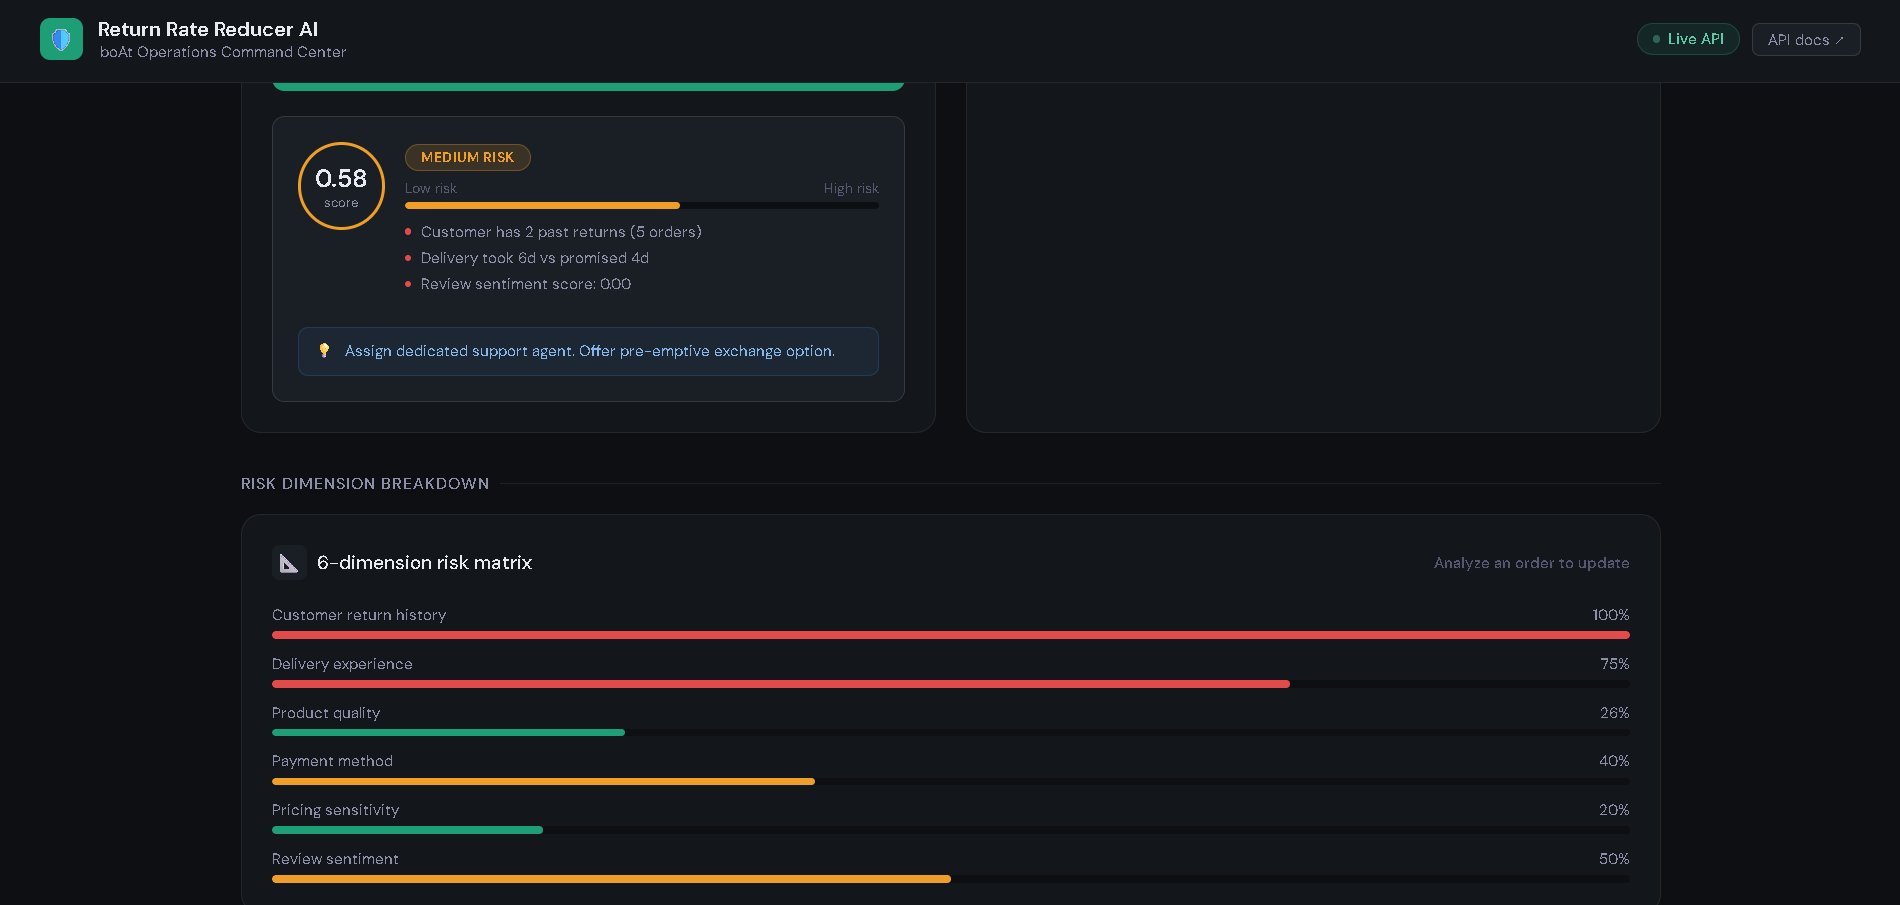 Return Rate Reducer AI
boAt Operations Command Center
Live API
API docs ↗
0.58
score
MEDIUM RISK
Low risk
High risk
Customer has 2 past returns (5 orders)
Delivery took 6d vs promised 4d
Review sentiment score: 0.00
Assign dedicated support agent. Offer pre-emptive exchange option.
RISK DIMENSION BREAKDOWN
6-dimension risk matrix
Analyze an order to update
Customer return history
100%
Delivery experience
75%
Product quality
26%
Payment method
40%
Pricing sensitivity
20%
Review sentiment
50%